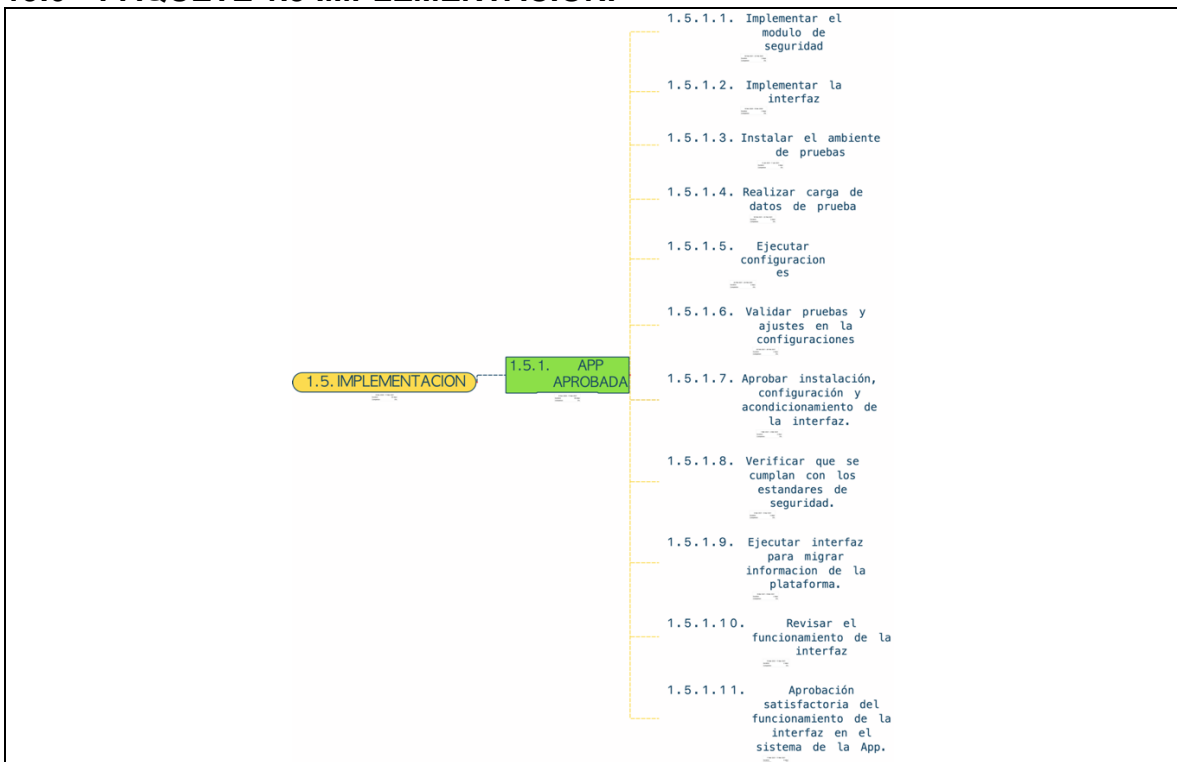 1.5.1.1. Implementar el
modulo de
seguridad
1.5.1.2. Implementar la
interfaz
1.5.1.3. Instalar el ambiente
de pruebas
1.5.1.4. Realizar carga de
datos de prueba
1.5.1.5. Ejecutar
configuracion
es
1.5.1.6. Validar pruebas y
ajustes en la
configuraciones
1.5. IMPLEMENTACION
1.5.1. APP
APROBADA
1.5.1.7. Aprobar instalación,
configuración y
acondicionamiento de
la interfaz.
1.5.1.8. Verificar que se
cumplan con los
estandares de
seguridad.
1.5.1.9. Ejecutar interfaz
para migrar
informacion de la
plataforma.
1.5.1.10. Revisar el
funcionamiento de la
interfaz
1.5.1.11. Aprobación
satisfactoria del
funcionamiento de la
interfaz en el
sistema de la App.